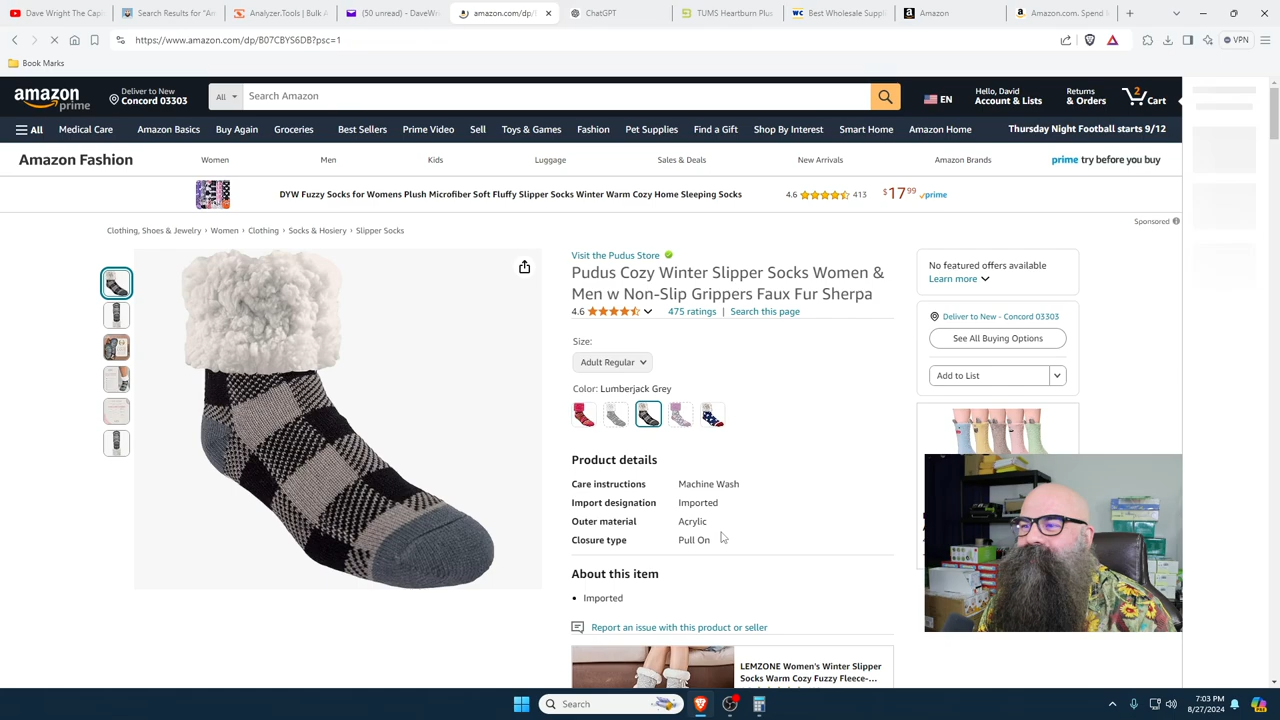 Dave Wright The Cape
Search Results for "Am
Analyzer.Tools | Bulk A
(50 unread) - DaveWr
amazon.com/dp/
ChatGPT
TUMS Heartburn Plus
Best Wholesale Suppl
Amazon
Amazon.com. Spend l
https://www.amazon.com/dp/B07CBYS6DB?psc=1
VPN
Book Marks
amazon prime
Deliver to New
Concord 03303
All
Search Amazon
EN
Hello, David
Account & Lists
Returns
& Orders
2 Cart
All
Medical Care
Amazon Basics
Buy Again
Groceries
Best Sellers
Prime Video
Sell
Toys & Games
Fashion
Pet Supplies
Find a Gift
Shop By Interest
Smart Home
Amazon Home
Thursday Night Football starts 9/12
Amazon Fashion
Women
Men
Kids
Luggage
Sales & Deals
New Arrivals
Amazon Brands
prime try before you buy
DYW Fuzzy Socks for Womens Plush Microfiber Soft Fluffy Slipper Socks Winter Warm Cozy Home Sleeping Socks
4.6
413
$17 99
prime
Sponsored
Clothing, Shoes & Jewelry › Women › Clothing › Socks & Hosiery › Slipper Socks
Visit the Pudus Store
Pudus Cozy Winter Slipper Socks Women &
Men w Non-Slip Grippers Faux Fur Sherpa
4.6
475 ratings | Search this page
Size:
Adult Regular
Color: Lumberjack Grey
Product details
Care instructions Machine Wash
Import designation Imported
Outer material Acrylic
Closure type Pull On
About this item
• Imported
Report an issue with this product or seller
LEMZONE Women's Winter Slipper
Socks Warm Cozy Fuzzy Fleece-...
No featured offers available
Learn more
Deliver to New - Concord 03303
See All Buying Options
Add to List
Search
7:03 PM
8/27/2024